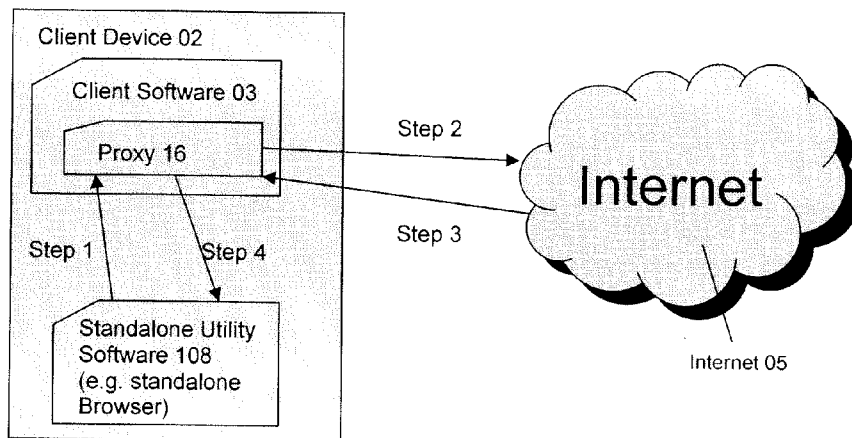 Client Device 02
Client Software 03
Proxy 16
Step 1
Step 4
Standalone Utility
Software 108
(e.g. standalone
Browser)
Step 2
Step 3
Internet
Internet 05